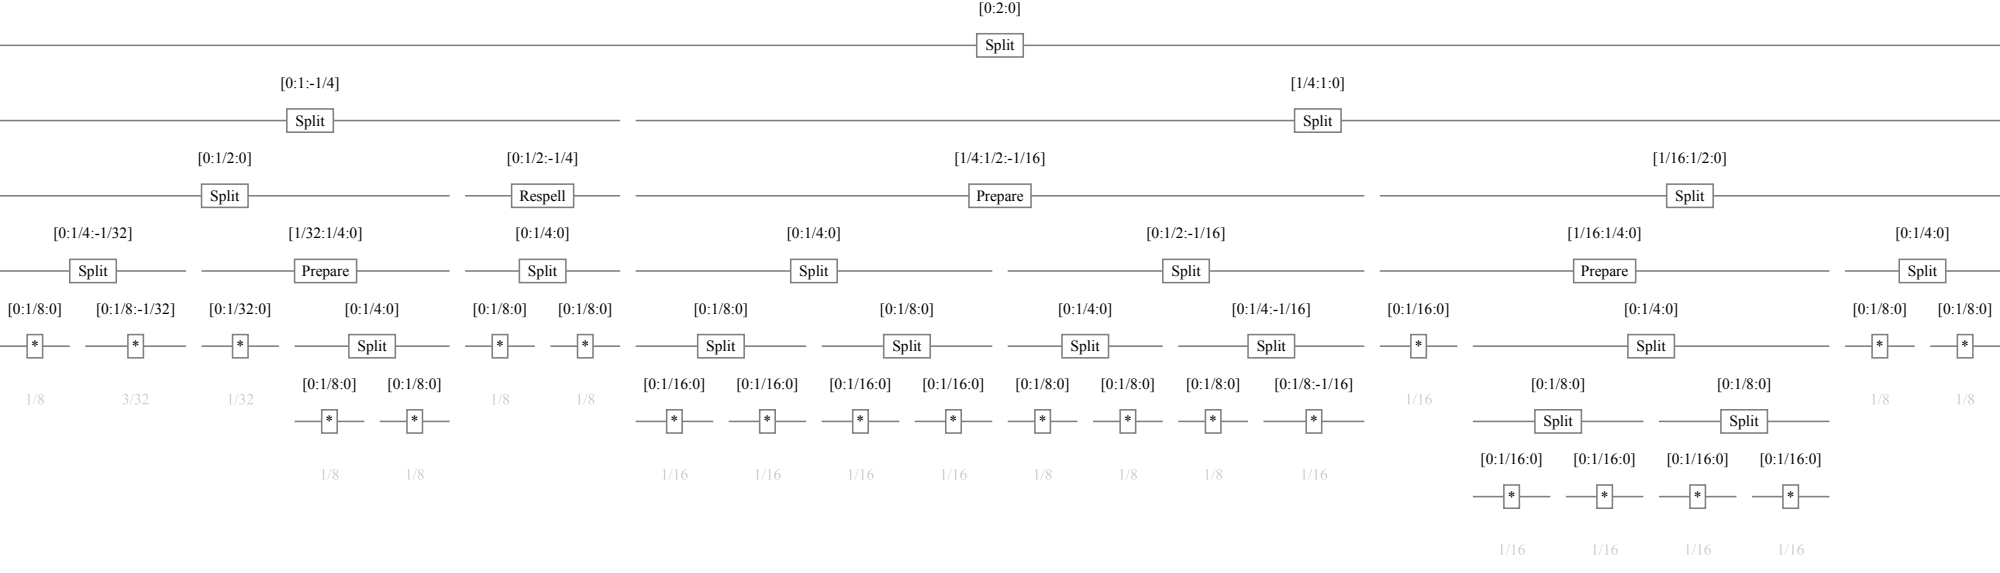 [0:2:0]
Split
[0:1:-1/4] [1/4:1:0]
Split Split
[0:1/2:0] [0:1/2:-1/4] [1/4:1/2:-1/16] [1/16:1/2:0]
Split Respell Prepare Split
[0:1/4:-1/32] [1/32:1/4:0] [0:1/4:0] [0:1/4:0] [0:1/2:-1/16] [1/16:1/4:0] [0:1/4:0]
Split Prepare Split Split Split Prepare Split
[0:1/8:0] [0:1/8:-1/32] [0:1/32:0] [0:1/4:0] [0:1/8:0] [0:1/8:0] [0:1/8:0] [0:1/8:0] [0:1/4:0] [0:1/4:-1/16] [0:1/16:0] [0:1/4:0] [0:1/8:0] [0:1/8:0]
* * * Split * * Split Split Split Split * Split * *
[0:1/8:0] [0:1/8:0] [0:1/16:0] [0:1/16:0] [0:1/16:0] [0:1/16:0] [0:1/8:0] [0:1/8:0] [0:1/8:0] [0:1/8:-1/16] [0:1/8:0] [0:1/8:0]
1/8 3/32 1/32 1/8 1/8 1/16 1/8 1/8
* * * * * * * * * * Split Split
[0:1/16:0] [0:1/16:0] [0:1/16:0] [0:1/16:0]
1/8 1/8 1/16 1/16 1/16 1/16 1/8 1/8 1/8 1/16
* * * *
1/16 1/16 1/16 1/16